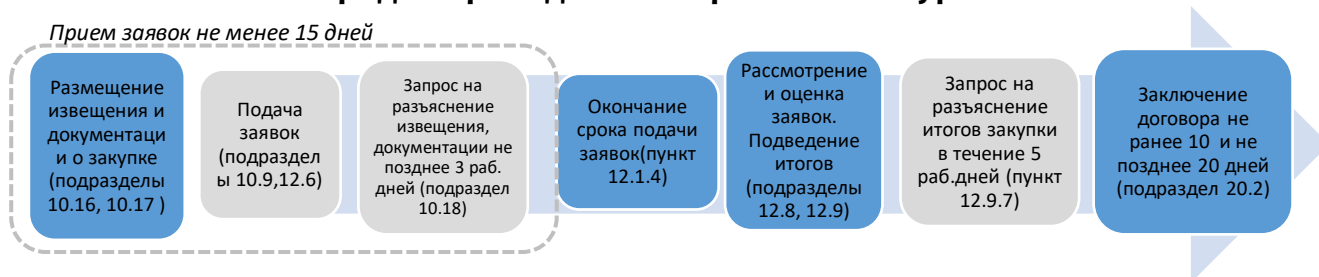 Прием заявок не менее 15 дней
Размещение
извещения и
документаци
и о закупке
(подразделы
10.16, 10.17 )
Подача
заявок
(подраздел
ы 10.9,12.6)
Запрос на
разъяснение
извещения,
документации не
позднее 3 раб.
дней (подраздел
10.18)
Окончание
срока подачи
заявок(пункт
12.1.4)
Рассмотрение
и оценка
заявок.
Подведение
итогов
(подразделы
12.8, 12.9)
Запрос на
разъяснение
итогов закупки
в течение 5
раб.дней (пункт
12.9.7)
Заключение
договора не
ранее 10 и не
позднее 20 дней
(подраздел 20.2)